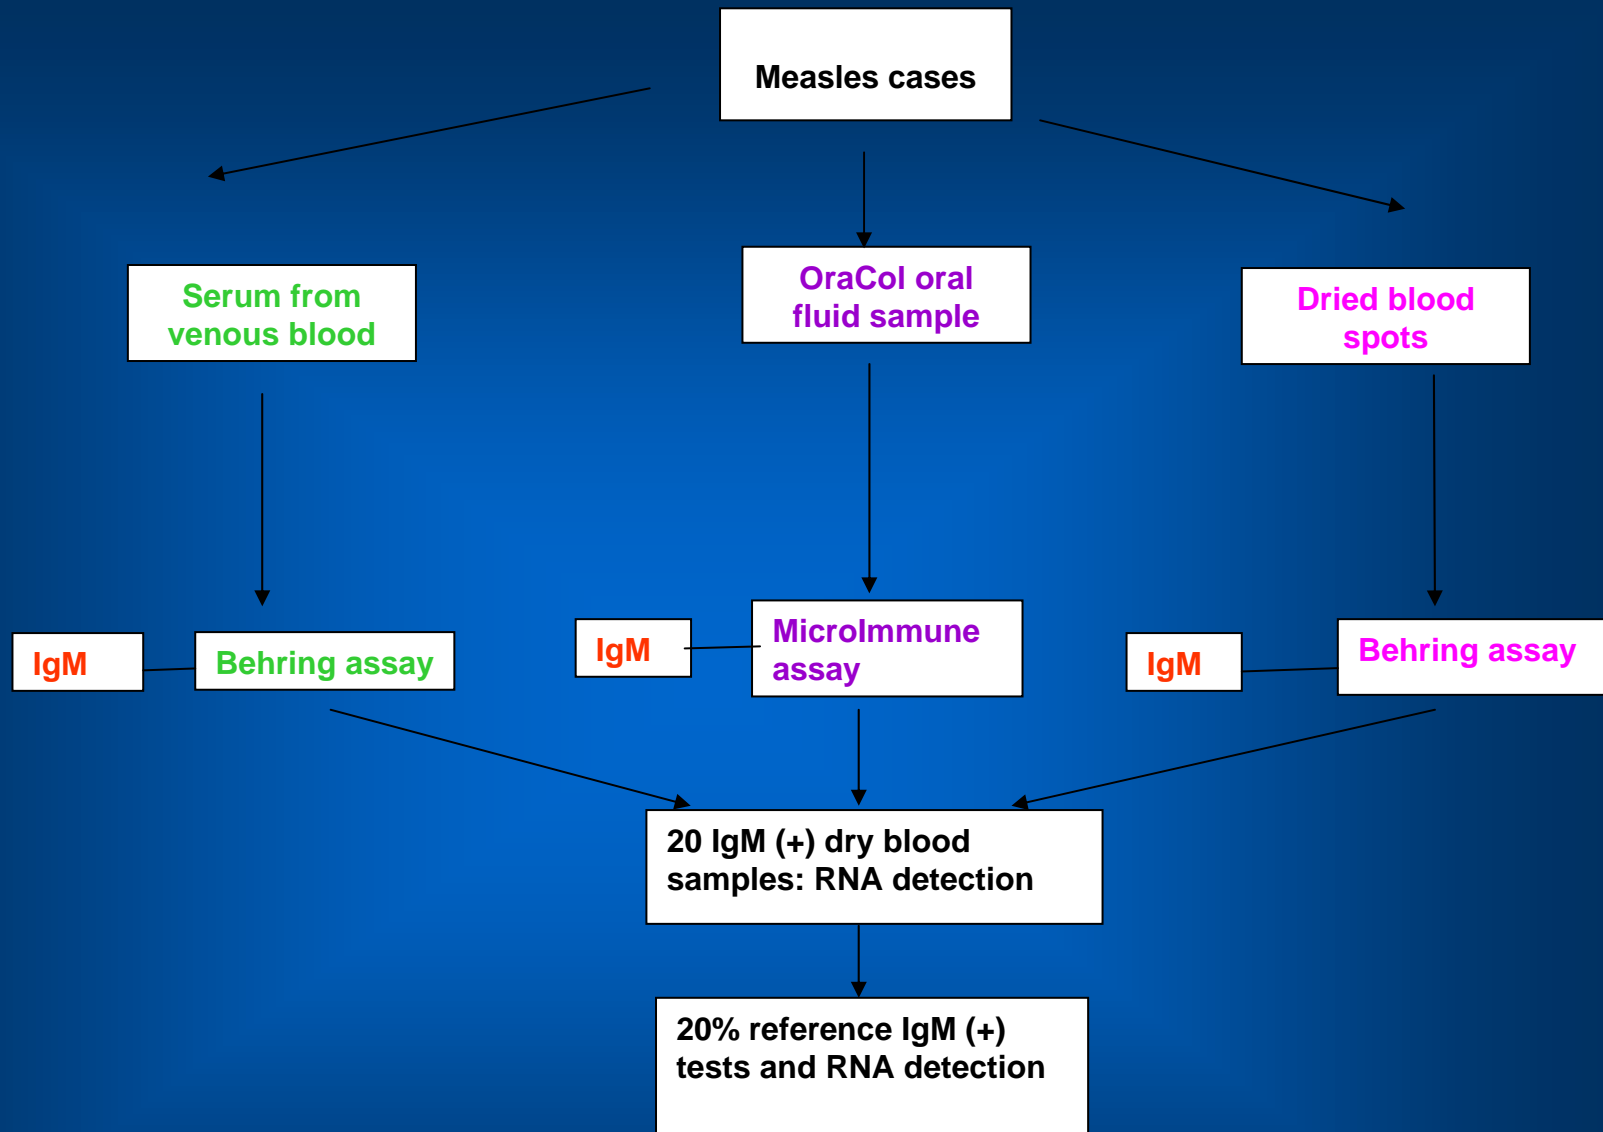 Measles cases
Serum from
venous blood
OraCol oral
fluid sample
Dried blood
spots
IgM
Behring assay
IgM
MicroImmune
assay
IgM
Behring assay
20 IgM (+) dry blood
samples: RNA detection
20% reference IgM (+)
tests and RNA detection